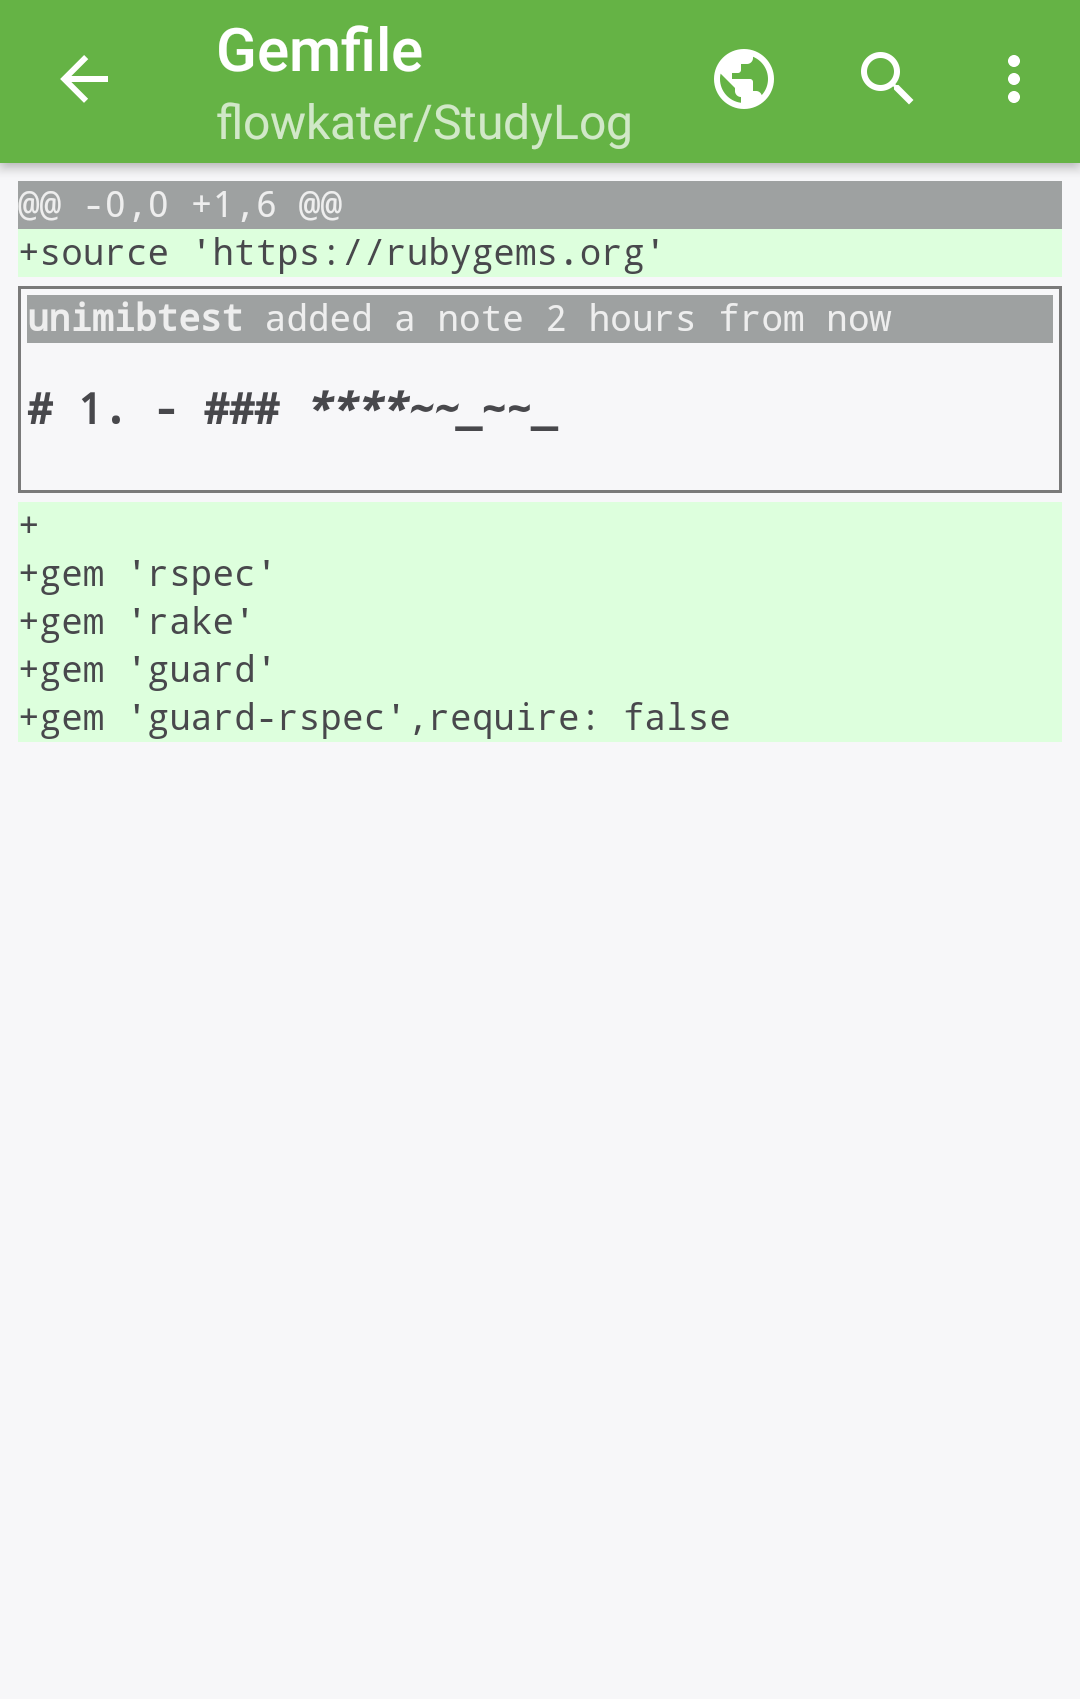 Gemfile
flowkater/StudyLog
@@ -0,0 +1,6 @@
+source 'https://rubygems.org'
unimibtest added a note 2 hours from now
# 1. - ### ****~~_~~_
+
+gem 'rspec'
+gem 'rake'
+gem 'guard'
+gem 'guard-rspec',require: false